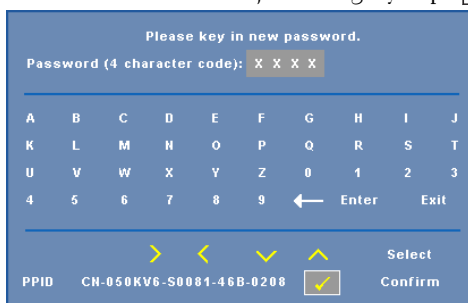 Please key in new password.
Password (4 character code): X X X X
A B C D E F G H I J
K L M N O P Q R S T
U V W X Y Z 0 1 2 3
4 5 6 7 8 9 ← Enter Exit
Select
PPID CN-050KV6-S0081-46B-0208 Confirm